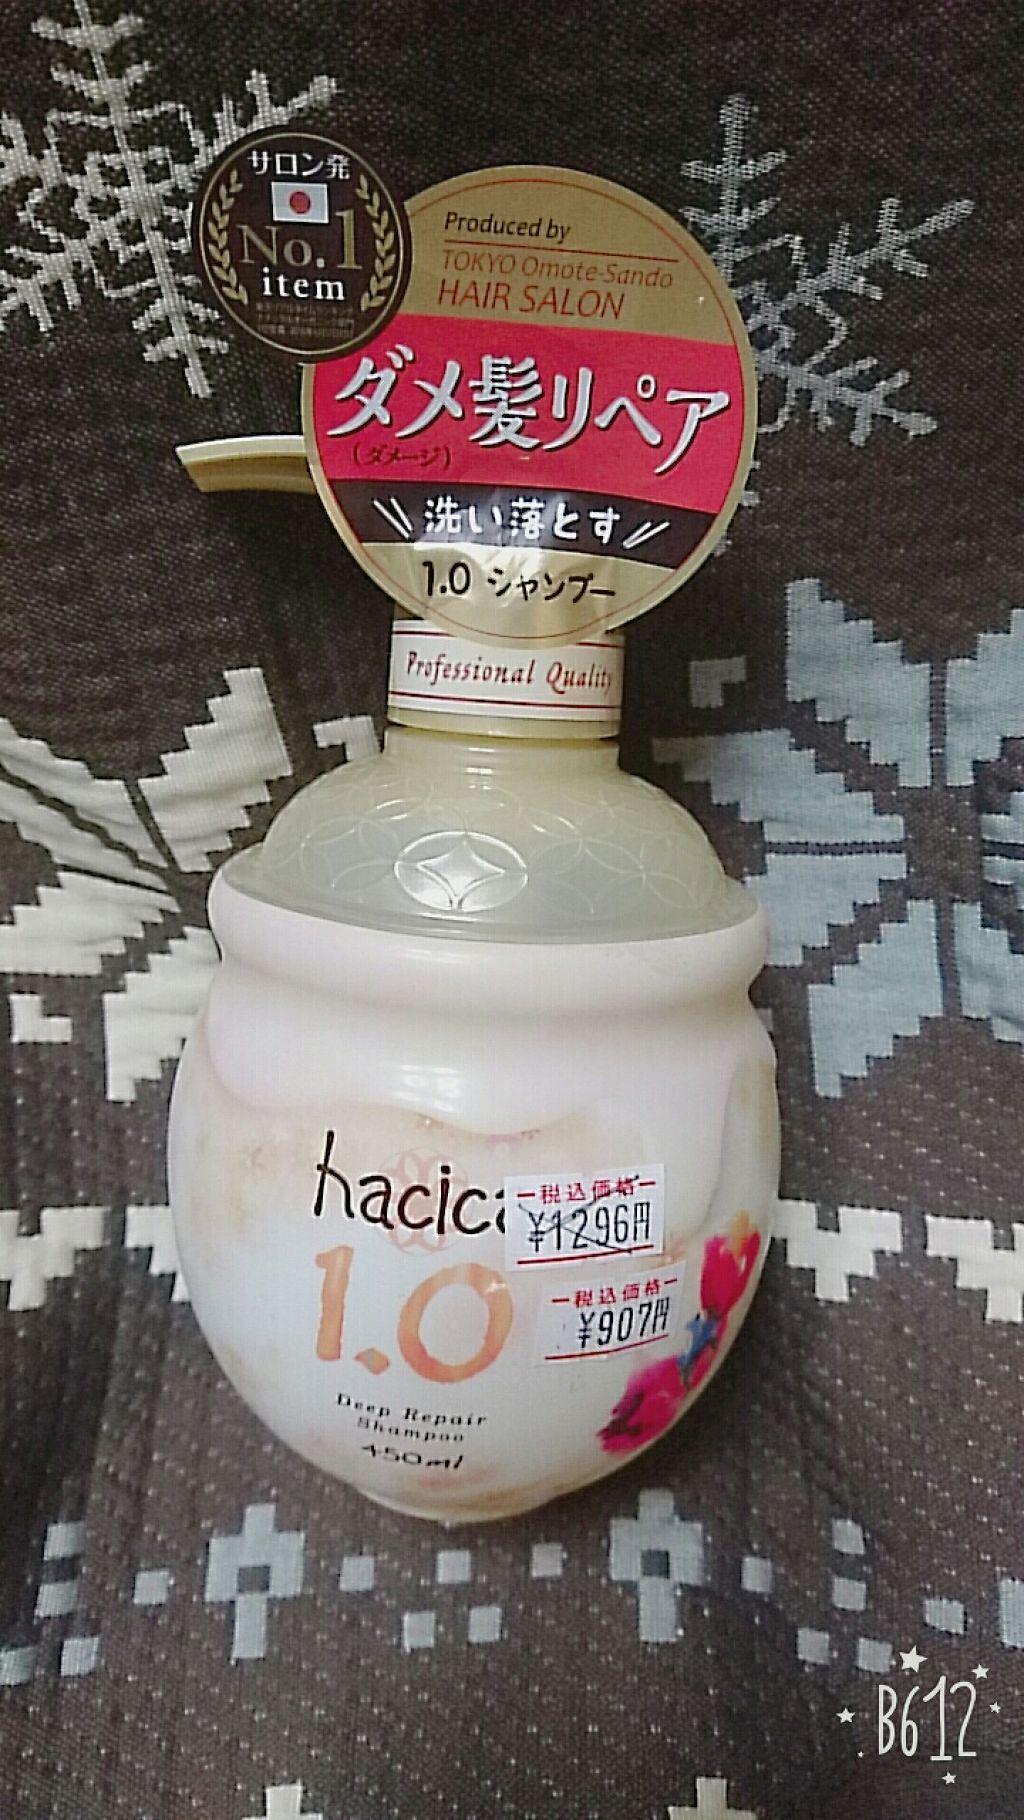 サロン発
No.1
item
Produced by
TOKYO Omote-Sando
HAIR SALON
ダメ髪リペア
(ダメージ)
洗い落とす
1.0 シャンプー
Professional Quality
hacica
税込価格
¥1296円
1.0
税込価格
¥907円
Deep Repair
Shampoo
450ml
B612